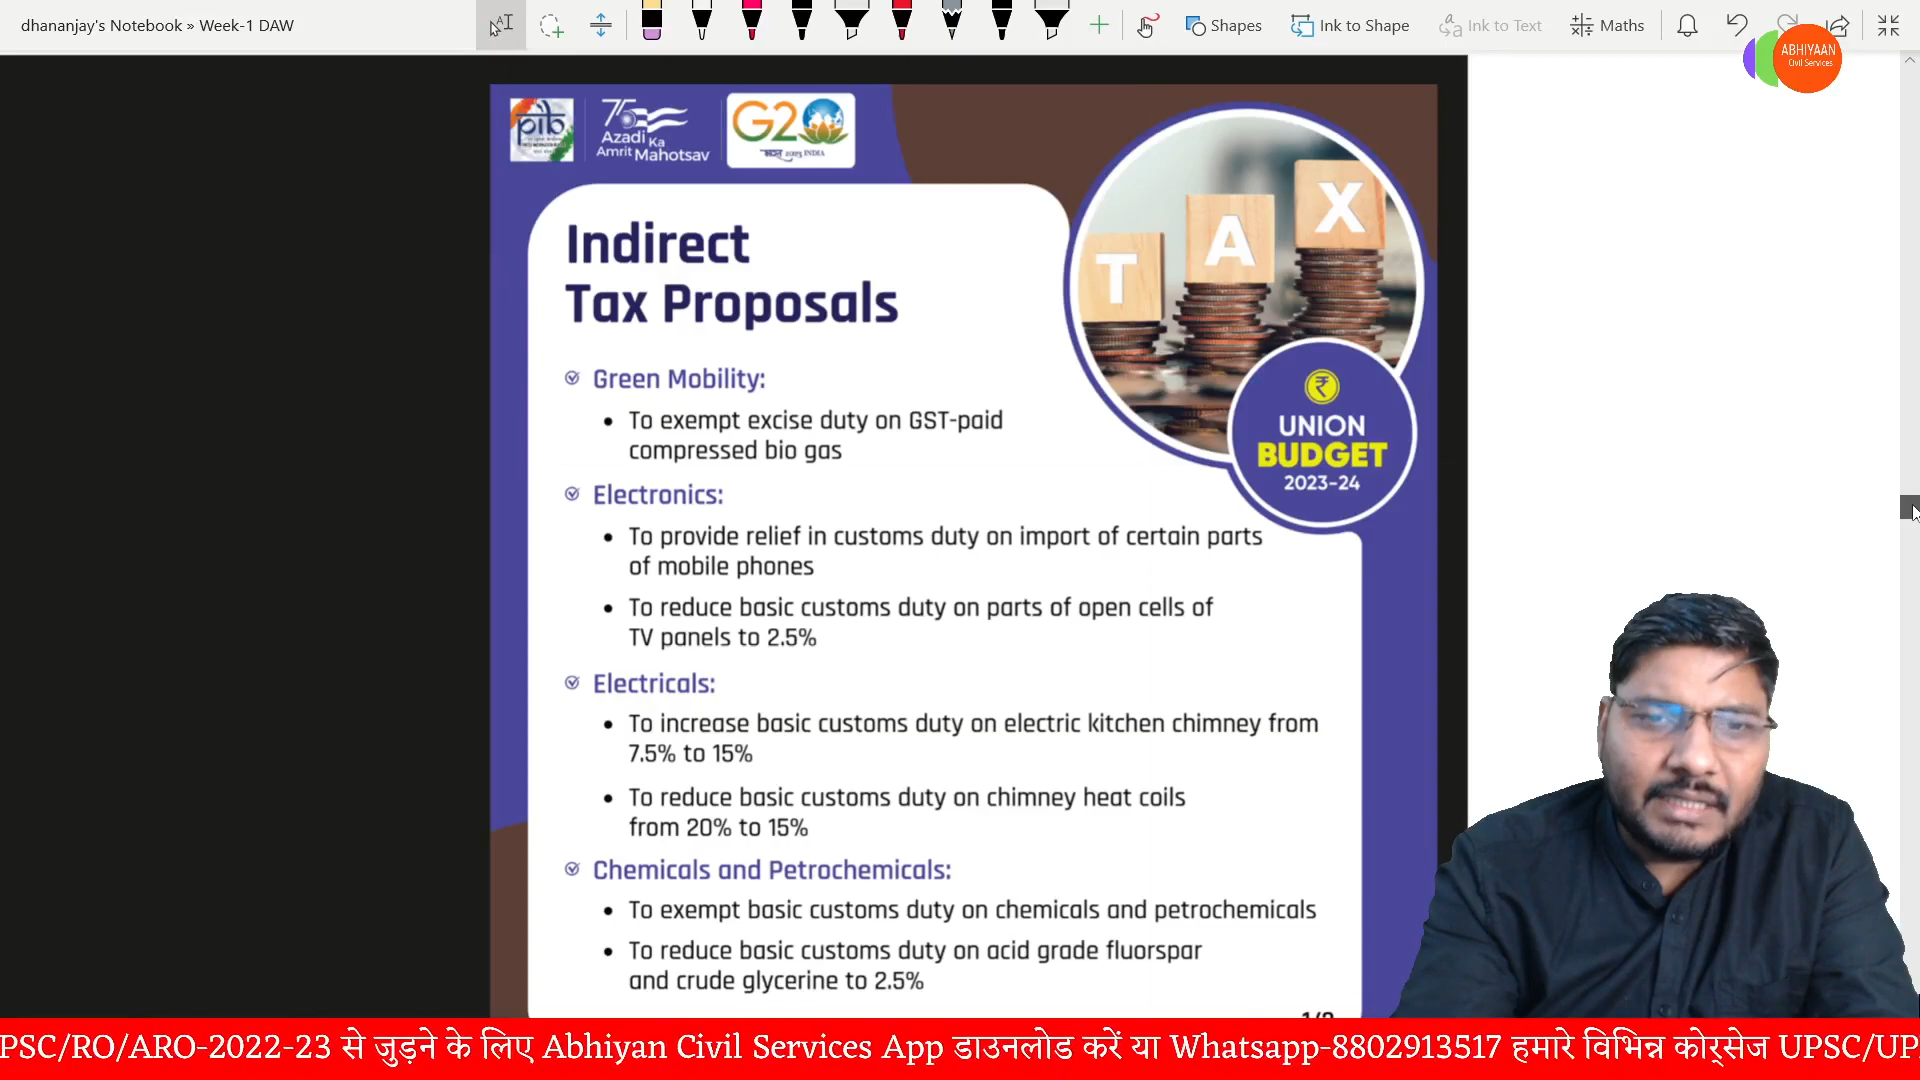 dhananjay's Notebook » Week-1 DAW
Shapes
Ink to Shape
Ink to Text
Maths
ABHIYAAN
Civil Services
pib
75
Azadi Ka
Amrit Mahotsav
G20
2023 INDIA
TAX
Indirect
Tax Proposals
₹
UNION
BUDGET
2023-24
Green Mobility:
• To exempt excise duty on GST-paid
compressed bio gas
Electronics:
• To provide relief in customs duty on import of certain parts
of mobile phones
• To reduce basic customs duty on parts of open cells of
TV panels to 2.5%
Electricals:
• To increase basic customs duty on electric kitchen chimney from
7.5% to 15%
• To reduce basic customs duty on chimney heat coils
from 20% to 15%
Chemicals and Petrochemicals:
• To exempt basic customs duty on chemicals and petrochemicals
• To reduce basic customs duty on acid grade fluorspar
and crude glycerine to 2.5%
PSC/RO/ARO-2022-23 से जुड़ने के लिए Abhiyan Civil Services App डाउनलोड करें या Whatsapp-8802913517 हमारे विभिन्न कोर्सेज UPSC/UP